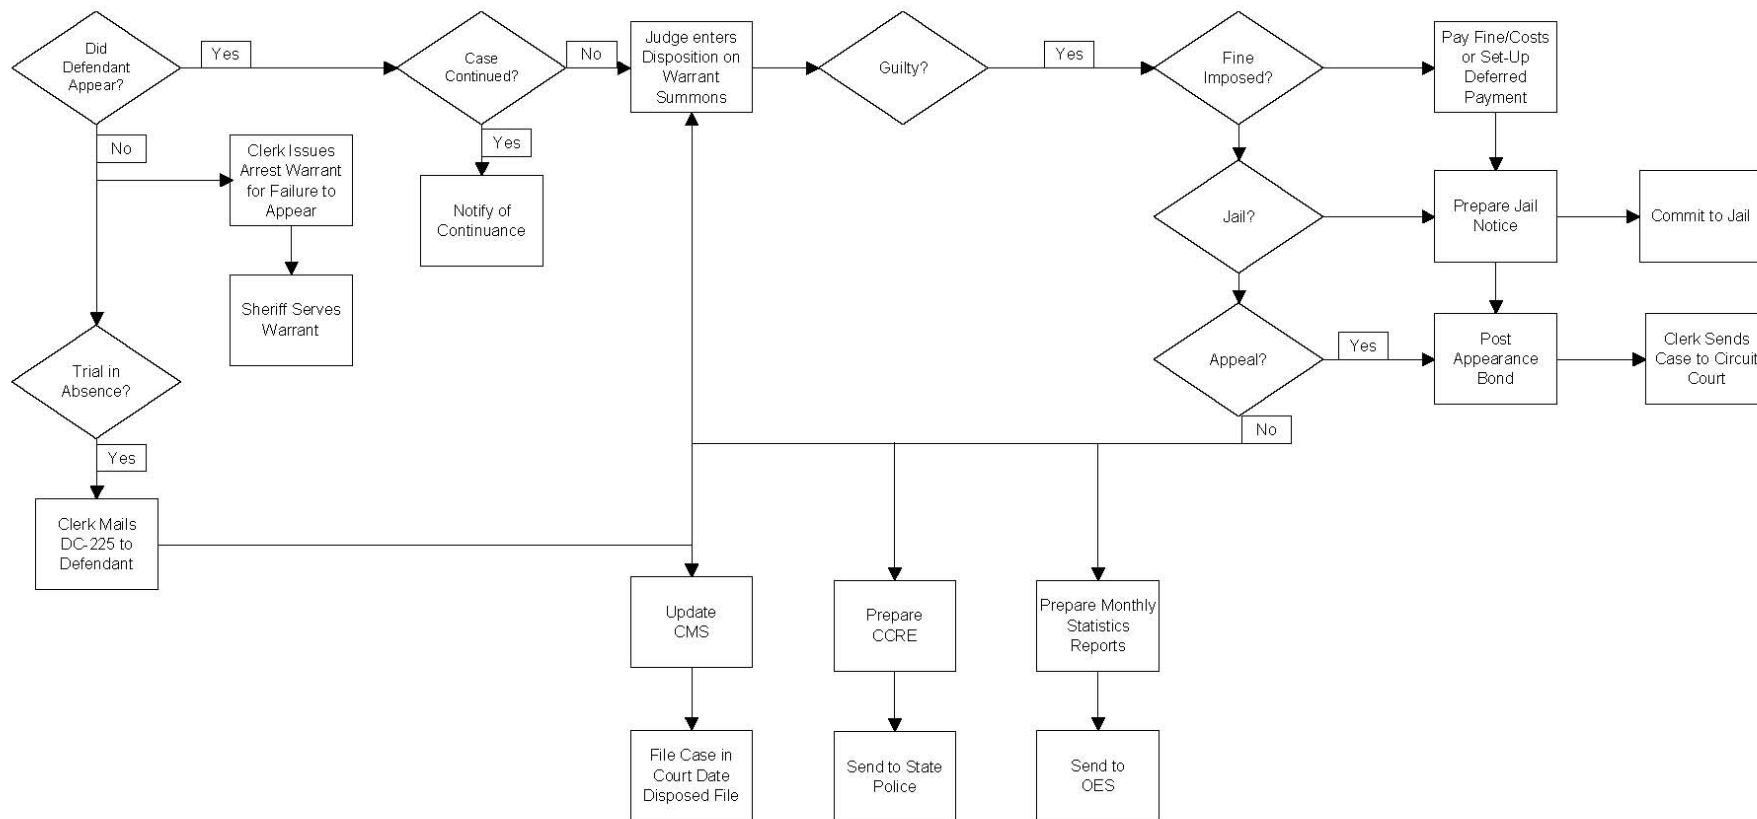 Did
Defendant
Appear?
Yes
Case
Continued?
No
Judge enters
Disposition on
Warrant
Summons
Guilty?
Yes
Fine
Imposed?
Pay Fine/Costs
or Set-Up
Deferred
Payment
No
Clerk Issues
Arrest Warrant
for Failure to
Appear
Yes
Notify of
Continuance
Jail?
Prepare Jail
Notice
Commit to Jail
Sheriff Serves
Warrant
Trial in
Absence?
Appeal?
Yes
Post
Appearance
Bond
Clerk Sends
Case to Circuit
Court
No
Yes
Clerk Mails
DC-225 to
Defendant
Update
CMS
Prepare
CCRE
Prepare Monthly
Statistics
Reports
File Case in
Court Date
Disposed File
Send to State
Police
Send to
OES